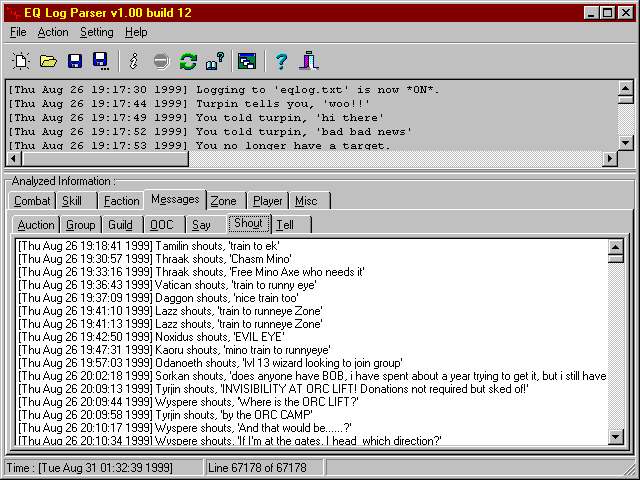 EQ Log Parser v1.00 build 12
File Action Setting Help
[Thu Aug 26 19:17:30 1999] Logging to 'eqlog.txt' is now *ON*.
[Thu Aug 26 19:17:44 1999] Turpin tells you, 'woo!!'
[Thu Aug 26 19:17:49 1999] You told turpin, 'hi there'
[Thu Aug 26 19:17:52 1999] You told turpin, 'bad bad news'
[Thu Aug 26 19:17:53 1999] You no longer have a target.
Analyzed Information :
Combat Skill Faction Messages Zone Player Misc
Auction Group Guild OOC Say Shout Tell
[Thu Aug 26 19:18:41 1999] Tamilin shouts, 'train to ek'
[Thu Aug 26 19:30:57 1999] Thraak shouts, 'Chasm Mino'
[Thu Aug 26 19:33:16 1999] Thraak shouts, 'Free Mino Axe who needs it'
[Thu Aug 26 19:36:43 1999] Vatican shouts, 'train to runny eye'
[Thu Aug 26 19:37:09 1999] Daggon shouts, 'nice train too'
[Thu Aug 26 19:41:10 1999] Lazz shouts, 'train to runneye Zone'
[Thu Aug 26 19:41:13 1999] Lazz shouts, 'train to runneye Zone'
[Thu Aug 26 19:42:50 1999] Noxidus shouts, 'EVIL EYE'
[Thu Aug 26 19:47:31 1999] Kaoru shouts, 'mino train to runnyeye'
[Thu Aug 26 19:57:03 1999] Odanoeth shouts, 'lvl 13 wizard looking to join group'
[Thu Aug 26 20:02:18 1999] Sorkan shouts, 'does anyone have BOB, i have spent about a year trying to get it, but i still have
[Thu Aug 26 20:09:13 1999] Tyrjin shouts, 'INVISIBILITY AT ORC LIFT! Donations not required but sked of!'
[Thu Aug 26 20:09:44 1999] Wyspere shouts, 'Where is the ORC LIFT?'
[Thu Aug 26 20:09:58 1999] Tyrjin shouts, 'by the ORC CAMP'
[Thu Aug 26 20:10:17 1999] Wyspere shouts, 'And that would be......?'
[Thu Aug 26 20:10:34 1999] Wyspere shouts, 'If I'm at the gates, I head which direction?'
Time : [Tue Aug 31 01:32:39 1999] Line 67178 of 67178